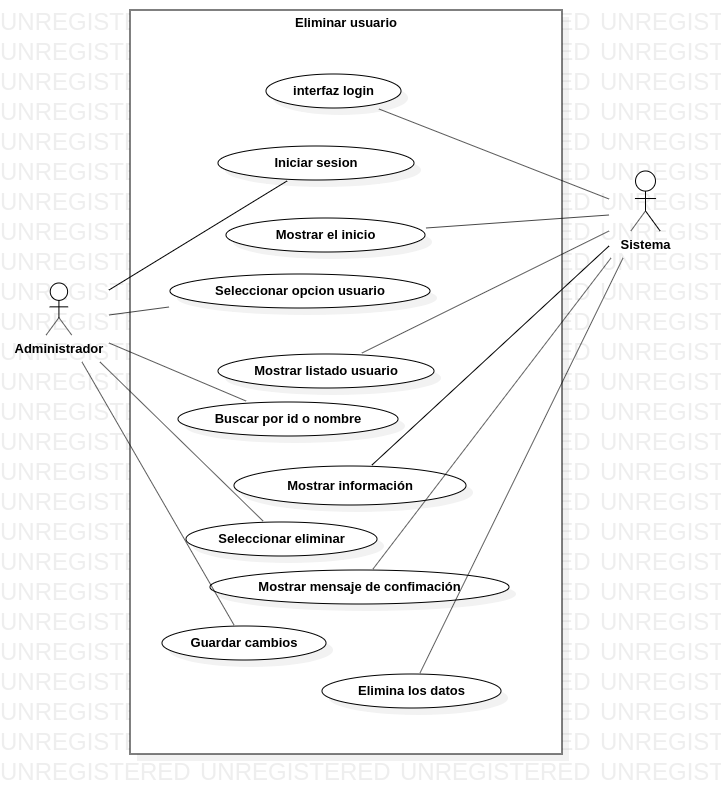 Eliminar usuario
interfaz login
Iniciar sesion
Mostrar el inicio
Sistema
Seleccionar opcion usuario
Administrador
Mostrar listado usuario
Buscar por id o nombre
Mostrar información
Seleccionar eliminar
Mostrar mensaje de confimación
Guardar cambios
Elimina los datos
UNREGISTERED UNREGISTERED UNREGISTERED UNREGISTERED